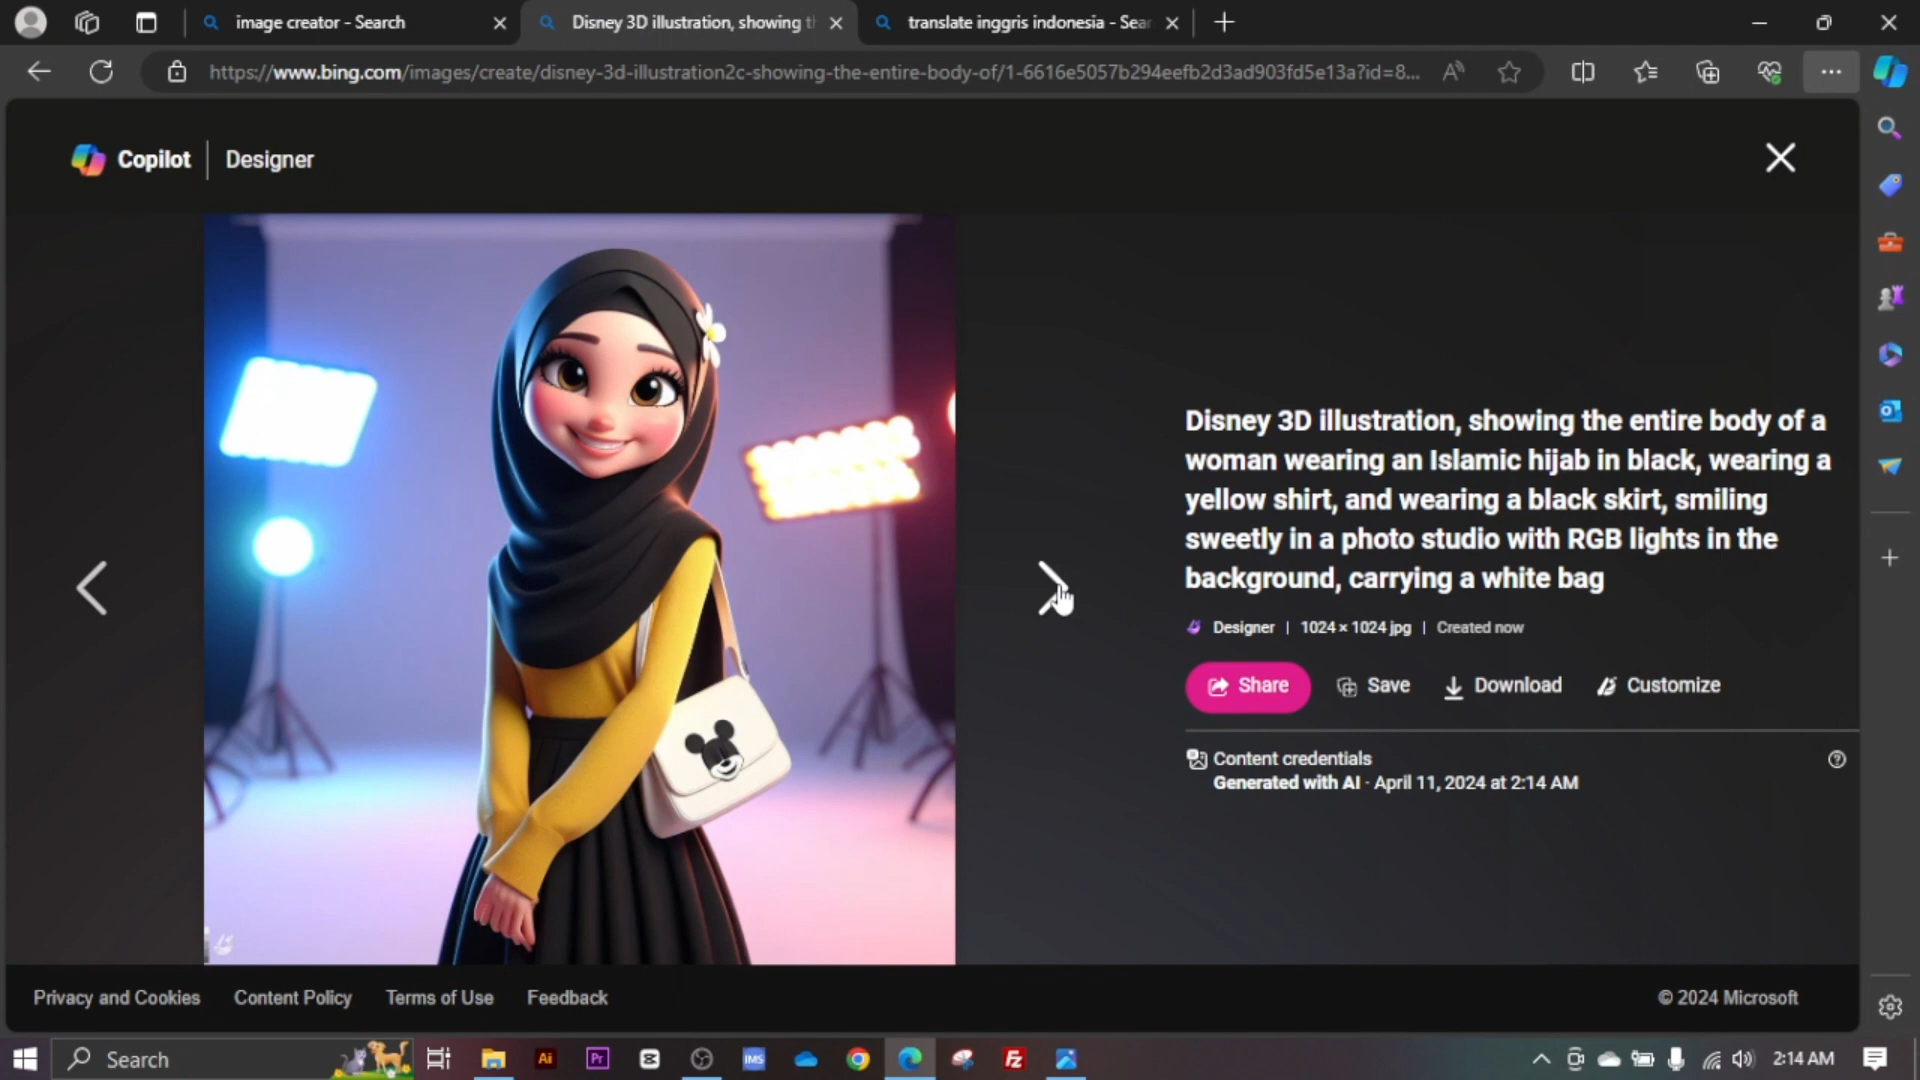 image creator - Search
Disney 3D illustration, showing t
translate inggris indonesia - Sear
https://www.bing.com/images/create/disney-3d-illustration2c-showing-the-entire-body-of/1-6616e5057b294eefb2d3ad903fd5e13a?id=8...
Copilot
Designer
Disney 3D illustration, showing the entire body of a
woman wearing an Islamic hijab in black, wearing a
yellow shirt, and wearing a black skirt, smiling
sweetly in a photo studio with RGB lights in the
background, carrying a white bag
Designer | 1024 × 1024 jpg | Created now
Share
Save
Download
Customize
Content credentials
Generated with AI · April 11, 2024 at 2:14 AM
Privacy and Cookies
Content Policy
Terms of Use
Feedback
© 2024 Microsoft
Search
Ai
Pr
IMS
FZ
2:14 AM